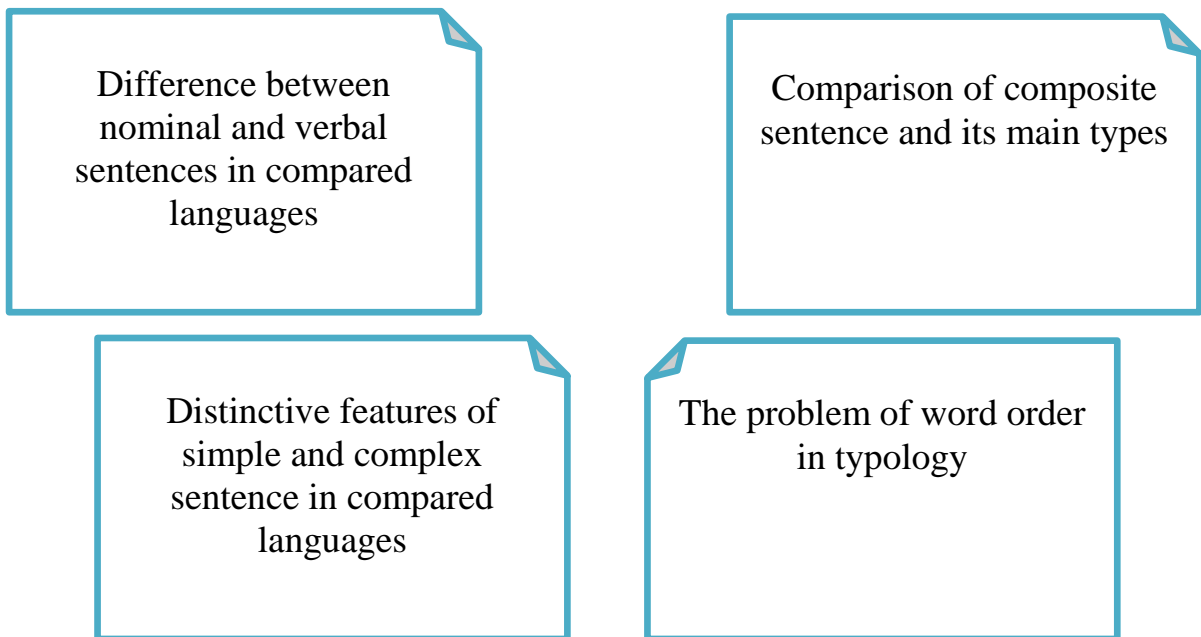 Difference between
nominal and verbal
sentences in compared
languages
Comparison of composite
sentence and its main types
Distinctive features of
simple and complex
sentence in compared
languages
The problem of word order
in typology